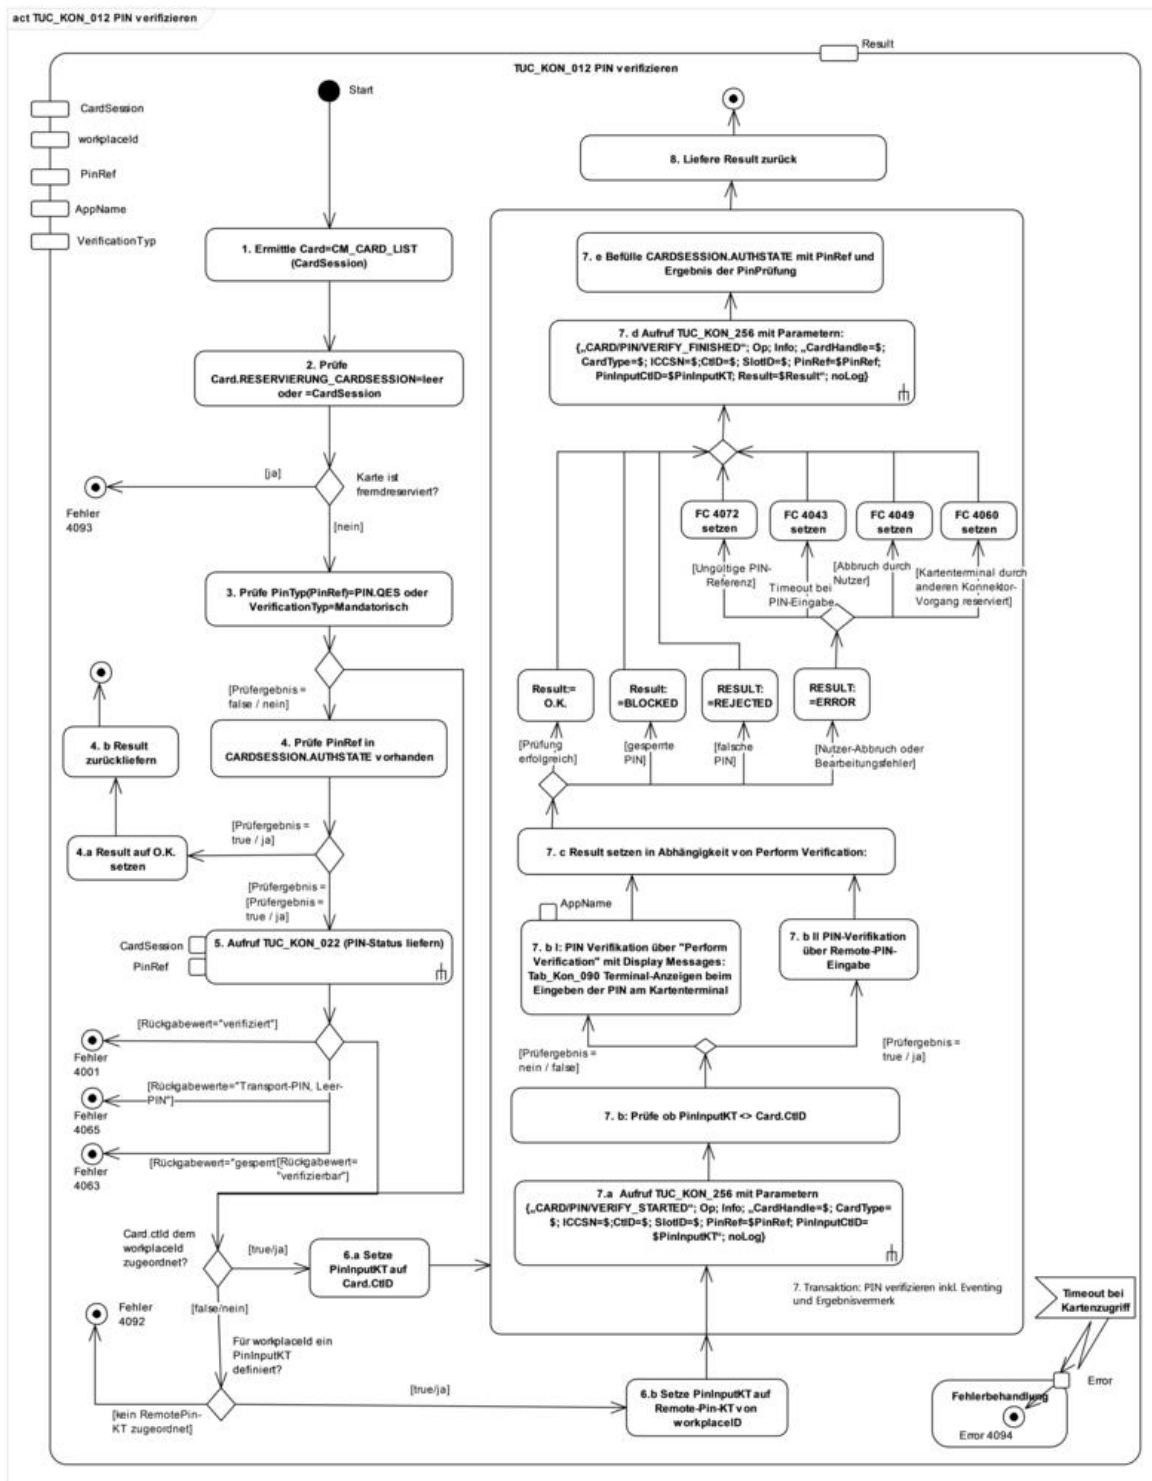 act TUC_KON_012 PIN verifizieren
Result
TUC_KON_012 PIN verifizieren
CardSession
workplaceId
PinRef
AppName
VerificationTyp
Start
1. Ermittle Card=CM_CARD_LIST
(CardSession)
2. Prüfe
Card.RESERVIERUNG_CARDSESSION=leer
oder =CardSession
[ja]
Karte ist
fremdreserviert?
Fehler
4093
[nein]
3. Prüfe PinTyp(PinRef)=PIN.QES oder
VerificationTyp=Mandatorisch
[Prüfergebnis =
false / nein]
4. Prüfe PinRef in
CARDSESSION.AUTHSTATE vorhanden
4. b Result
zurückliefern
[Prüfergebnis =
true / ja]
4.a Result auf O.K.
setzen
[Prüfergebnis =
[Prüfergebnis =
true / ja]
CardSession
PinRef
5. Aufruf TUC_KON_022 (PIN-Status liefern)
[Rückgabewert="verifiziert"]
Fehler
4001
[Rückgabewerte="Transport-PIN, Leer-
PIN"]
Fehler
4065
[Rückgabewert="gesperrt
[Rückgabewert=
"verifizierbar"]
Fehler
4063
Card.ctId dem
workplaceId
zugeordnet?
[true/ja]
6.a Setze
PinInputKT auf
Card.CtID
[false/nein]
Fehler
4092
Für workplaceId ein
PinInputKT
definiert?
[true/ja]
[kein RemotePin-
KT zugeordnet]
6.b Setze PinInputKT auf
Remote-Pin-KT von
workplaceID
8. Liefere Result zurück
7. e Befülle CARDSESSION.AUTHSTATE mit PinRef und
Ergebnis der PinPrüfung
7. d Aufruf TUC_KON_256 mit Parametern:
{„CARD/PIN/VERIFY_FINISHED“; Op; Info; „CardHandle=$;
CardType=$; ICCSN=$;CtID=$; SlotID=$; PinRef=$PinRef;
PinInputCtID=$PinInputKT; Result=$Result“; noLog}
FC 4072
setzen
FC 4043
setzen
FC 4049
setzen
FC 4060
setzen
[Ungültige PIN-
Referenz]
Timeout bei
PIN-Eingabe
[Abbruch durch
Nutzer]
[Kartenterminal durch
anderen Konnektor-
Vorgang reserviert]
Result:=
O.K.
Result:
=BLOCKED
RESULT:
=REJECTED
RESULT:
=ERROR
[Prüfung
erfolgreich]
[gesperrte
PIN]
[falsche
PIN]
[Nutzer-Abbruch oder
Bearbeitungsfehler]
7. c Result setzen in Abhängigkeit von Perform Verification:
AppName
7. b I: PIN Verifikation über "Perform
Verification" mit Display Messages:
Tab_Kon_090 Terminal-Anzeigen beim
Eingeben der PIN am Kartenterminal
7. b II PIN-Verifikation
über Remote-PIN-
Eingabe
[Prüfergebnis =
nein / false]
[Prüfergebnis =
true / ja]
7. b: Prüfe ob PinInputKT <> Card.CtID
7.a Aufruf TUC_KON_256 mit Parametern
{„CARD/PIN/VERIFY_STARTED“; Op; Info; „CardHandle=$; CardType=
$; ICCSN=$;CtID=$; SlotID=$; PinRef=$PinRef; PinInputCtID=
$PinInputKT“; noLog}
7. Transaktion: PIN verifizieren inkl. Eventing
und Ergebnisvermerk
Timeout bei
Kartenzugriff
Error
Fehlerbehandlung
Error 4094